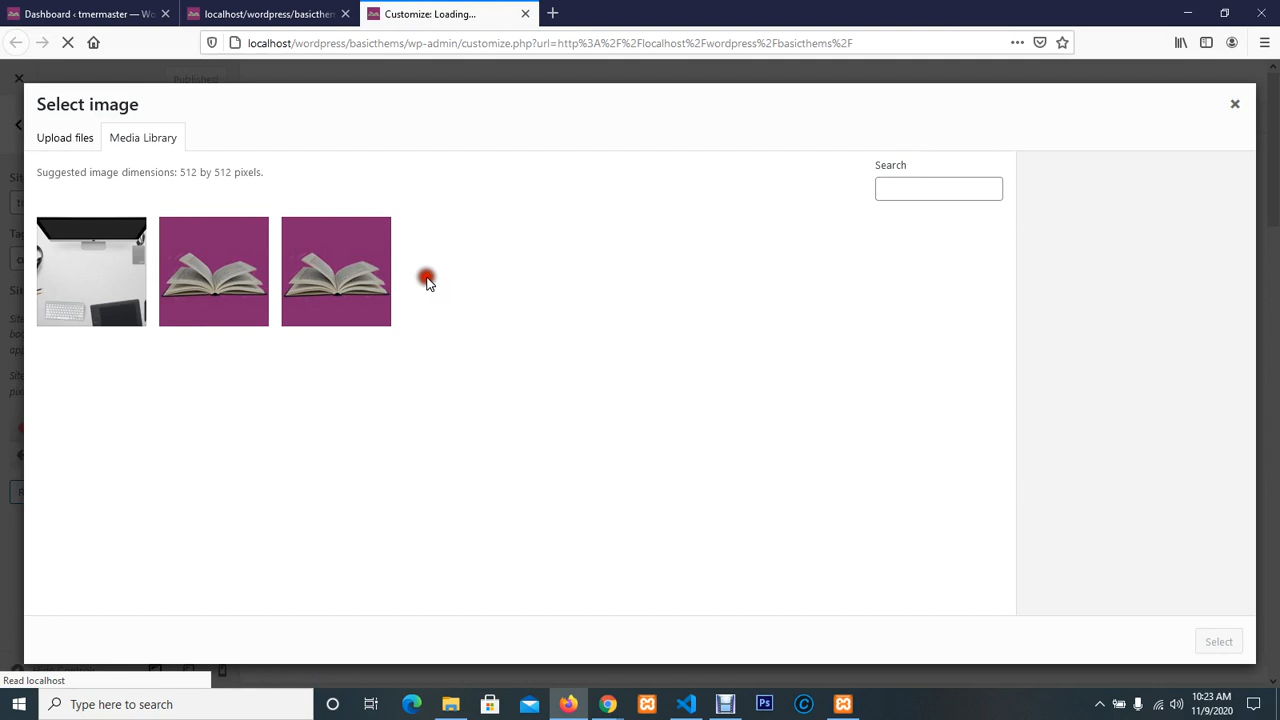 Dashboard ‹ tmermaster — Wo
localhost/wordpress/basicthem
Customize: Loading...
localhost/wordpress/basicthems/wp-admin/customize.php?url=http%3A%2F%2Flocalhost%2Fwordpress%2Fbasicthems%2F
Published
Select image
Upload files
Media Library
Suggested image dimensions: 512 by 512 pixels.
Search
Select
Read localhost
Type here to search
10:23 AM
11/9/2020